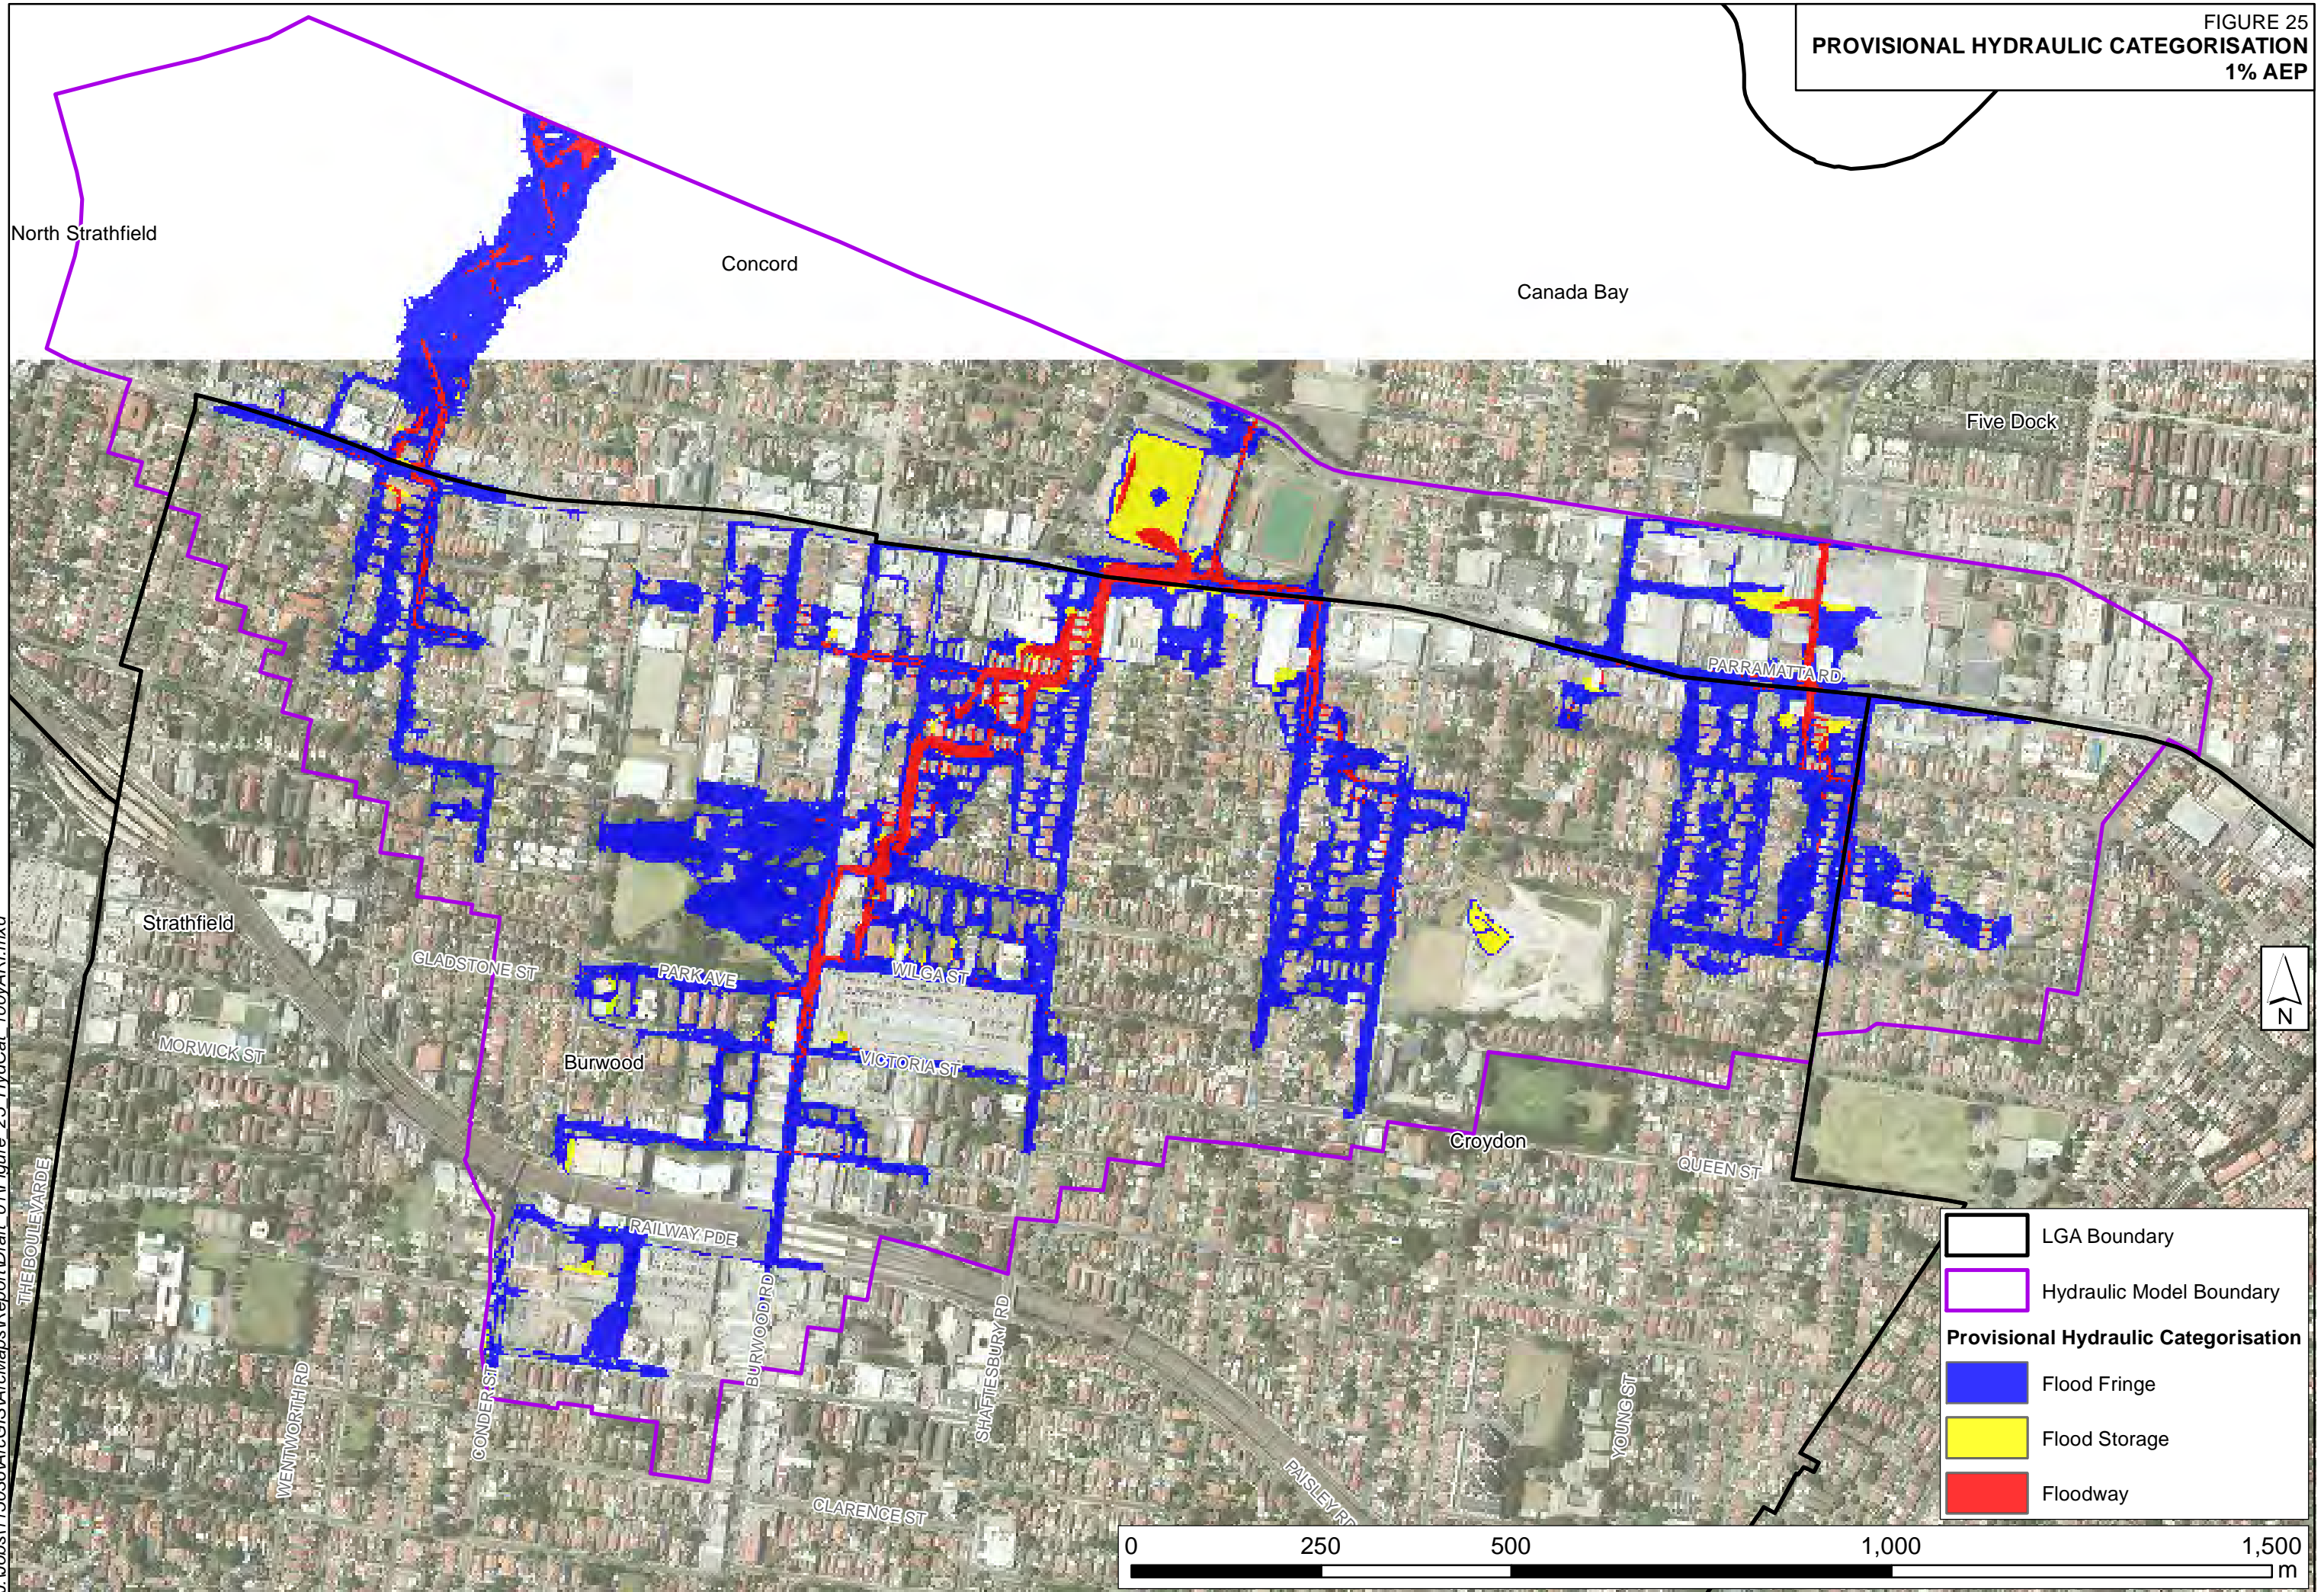 FIGURE 25
PROVISIONAL HYDRAULIC CATEGORISATION
1% AEP
North Strathfield
Concord
Canada Bay
Five Dock
PARRAMATTA RD
Strathfield
GLADSTONE ST
PARK AVE
WILGA ST
MORWICK ST
Burwood
VICTORIA ST
Croydon
QUEEN ST
THE BOULEVARDE
RAILWAY PDE
BURWOOD RD
SHAFTESBURY RD
WENTWORTH RD
CONDER ST
YOUNG ST
PAISLEY RD
CLARENCE ST
N
LGA Boundary
Hydraulic Model Boundary
Provisional Hydraulic Categorisation
Flood Fringe
Flood Storage
Floodway
0 250 500 1,000 1,500
m